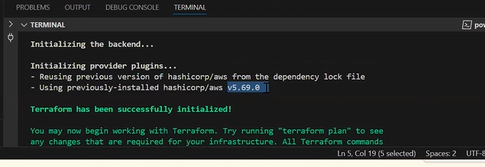 PROBLEMS OUTPUT DEBUG CONSOLE TERMINAL
TERMINAL
Initializing the backend...
Initializing provider plugins...
- Reusing previous version of hashicorp/aws from the dependency lock file
- Using previously-installed hashicorp/aws v5.69.0
Terraform has been successfully initialized!
You may now begin working with Terraform. Try running "terraform plan" to see
any changes that are required for your infrastructure. All Terraform commands
Ln 5, Col 19 (5 selected) Spaces: 2